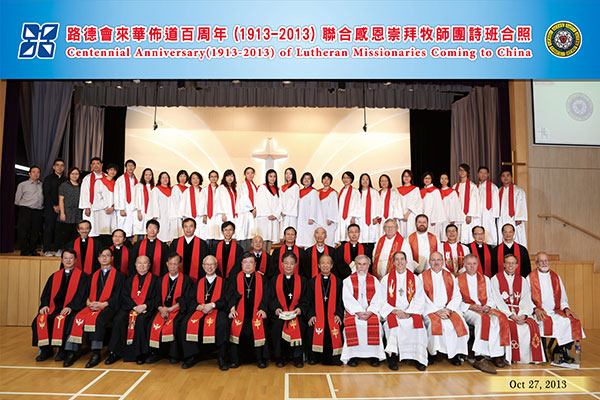 路德會來華佈道百周年 (1913-2013) 聯合感恩崇拜牧師團詩班合照
Centennial Anniversary(1913-2013) of Lutheran Missionaries Coming to China
Oct 27, 2013